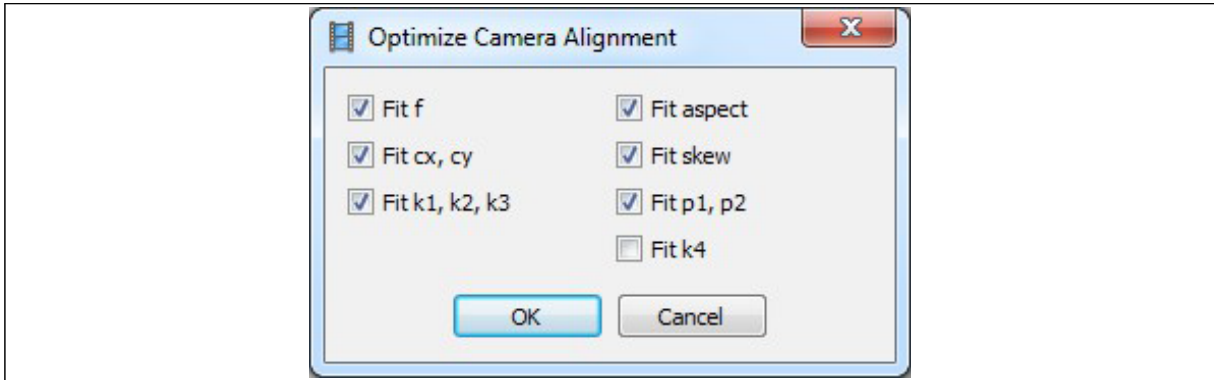 Optimize Camera Alignment
Fit f
Fit aspect
Fit cx, cy
Fit skew
Fit k1, k2, k3
Fit p1, p2
Fit k4
OK
Cancel